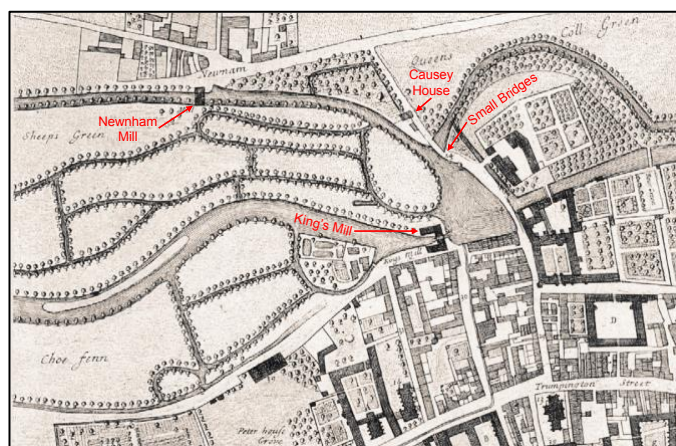 Newnam
Queens
Coll Green
Causey
House
Small Bridges
Newnham
Mill
Sheeps Green
King's Mill
Kings Mill
D
Choe fenn
Trumpington Street
Peter house
Grove